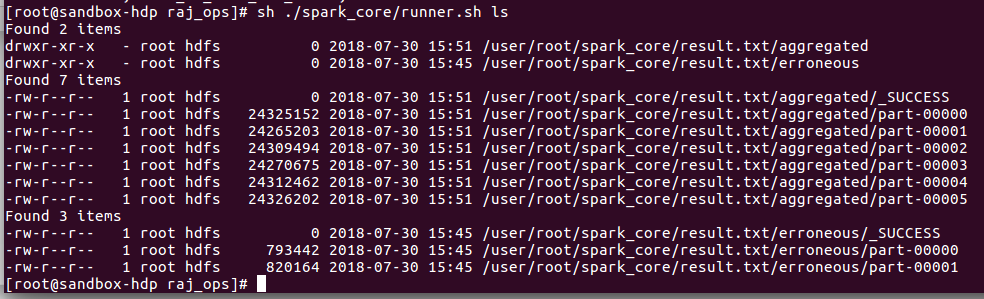 [root@sandbox-hdp raj_ops]# sh ./spark_core/runner.sh ls
Found 2 items
drwxr-xr-x   - root hdfs          0 2018-07-30 15:51 /user/root/spark_core/result.txt/aggregated
drwxr-xr-x   - root hdfs          0 2018-07-30 15:45 /user/root/spark_core/result.txt/erroneous
Found 7 items
-rw-r--r--   1 root hdfs          0 2018-07-30 15:51 /user/root/spark_core/result.txt/aggregated/_SUCCESS
-rw-r--r--   1 root hdfs   24325152 2018-07-30 15:51 /user/root/spark_core/result.txt/aggregated/part-00000
-rw-r--r--   1 root hdfs   24265203 2018-07-30 15:51 /user/root/spark_core/result.txt/aggregated/part-00001
-rw-r--r--   1 root hdfs   24309494 2018-07-30 15:51 /user/root/spark_core/result.txt/aggregated/part-00002
-rw-r--r--   1 root hdfs   24270675 2018-07-30 15:51 /user/root/spark_core/result.txt/aggregated/part-00003
-rw-r--r--   1 root hdfs   24312462 2018-07-30 15:51 /user/root/spark_core/result.txt/aggregated/part-00004
-rw-r--r--   1 root hdfs   24326202 2018-07-30 15:51 /user/root/spark_core/result.txt/aggregated/part-00005
Found 3 items
-rw-r--r--   1 root hdfs          0 2018-07-30 15:45 /user/root/spark_core/result.txt/erroneous/_SUCCESS
-rw-r--r--   1 root hdfs     793442 2018-07-30 15:45 /user/root/spark_core/result.txt/erroneous/part-00000
-rw-r--r--   1 root hdfs     820164 2018-07-30 15:45 /user/root/spark_core/result.txt/erroneous/part-00001
[root@sandbox-hdp raj_ops]#